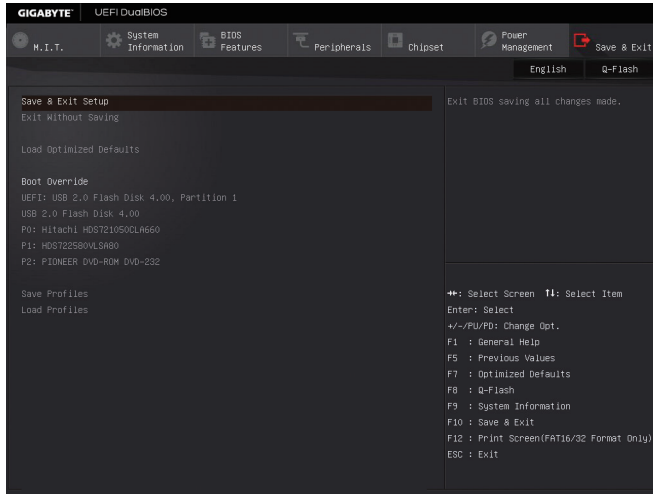 GIGABYTE™ UEFI DualBIOS
M.I.T.
System Information
BIOS Features
Peripherals
Chipset
Power Management
Save & Exit
English Q-Flash
Save & Exit Setup
Exit Without Saving
Load Optimized Defaults
Boot Override
UEFI: USB 2.0 Flash Disk 4.00, Partition 1
USB 2.0 Flash Disk 4.00
P0: Hitachi HDS721050CLA660
P1: HDS722580VLSA80
P2: PIONEER DVD-ROM DVD-232
Save Profiles
Load Profiles
Exit BIOS saving all changes made.
→←: Select Screen ↑↓: Select Item
Enter: Select
+/-/PU/PD: Change Opt.
F1 : General Help
F5 : Previous Values
F7 : Optimized Defaults
F8 : Q-Flash
F9 : System Information
F10 : Save & Exit
F12 : Print Screen(FAT16/32 Format Only)
ESC : Exit